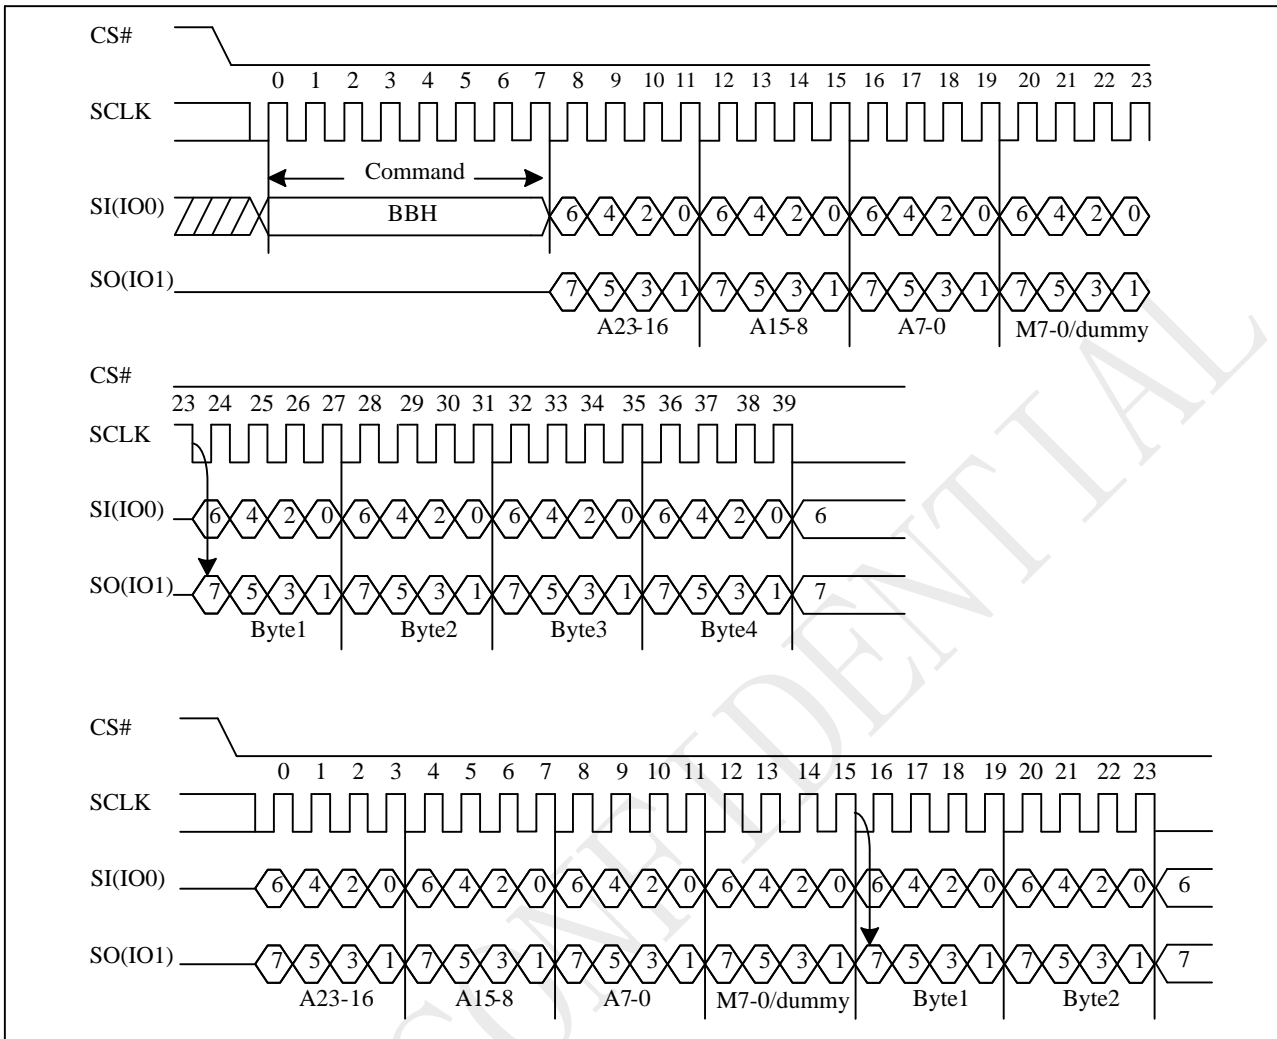 CS#
0 1 2 3 4 5 6 7 8 9 10 11 12 13 14 15 16 17 18 19 20 21 22 23
SCLK
Command
SI(IO0) BBH 6 4 2 0 6 4 2 0 6 4 2 0 6 4 2 0
SO(IO1) 7 5 3 1 7 5 3 1 7 5 3 1 7 5 3 1
A23-16 A15-8 A7-0 M7-0/dummy
CS#
23 24 25 26 27 28 29 30 31 32 33 34 35 36 37 38 39
SCLK
SI(IO0) 6 4 2 0 6 4 2 0 6 4 2 0 6 4 2 0 6
SO(IO1) 7 5 3 1 7 5 3 1 7 5 3 1 7 5 3 1 7
Byte1 Byte2 Byte3 Byte4
CS#
0 1 2 3 4 5 6 7 8 9 10 11 12 13 14 15 16 17 18 19 20 21 22 23
SCLK
SI(IO0) 6 4 2 0 6 4 2 0 6 4 2 0 6 4 2 0 6 4 2 0 6 4 2 0 6
SO(IO1) 7 5 3 1 7 5 3 1 7 5 3 1 7 5 3 1 7 5 3 1 7 5 3 1 7
A23-16 A15-8 A7-0 M7-0/dummy Byte1 Byte2
CONFIDENTIAL